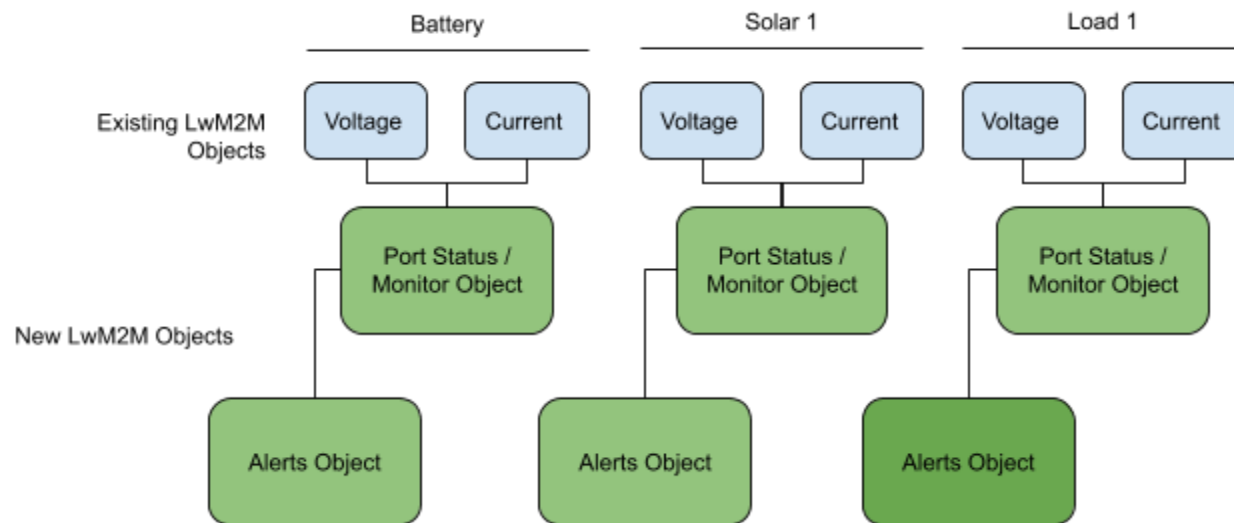 Battery
Solar 1
Load 1
Existing LwM2M
Objects
Voltage
Current
Voltage
Current
Voltage
Current
Port Status /
Monitor Object
Port Status /
Monitor Object
Port Status /
Monitor Object
New LwM2M Objects
Alerts Object
Alerts Object
Alerts Object